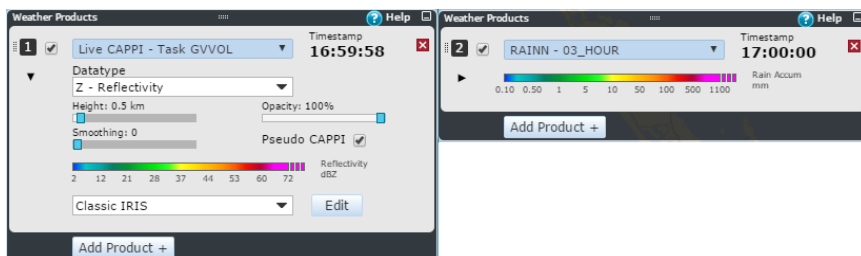 Weather Products
Help
1
Live CAPPI - Task GVVOL
Timestamp
16:59:58
Datatype
Z - Reflectivity
Height: 0.5 km
Opacity: 100%
Smoothing: 0
Pseudo CAPPI
Reflectivity
dBZ
2 12 21 28 37 44 53 60 72
Classic IRIS
Edit
Add Product +
Weather Products
Help
2
RAINN - 03_HOUR
Timestamp
17:00:00
Rain Accum
mm
0.10 0.50 1 5 10 50 100 500 1100
Add Product +